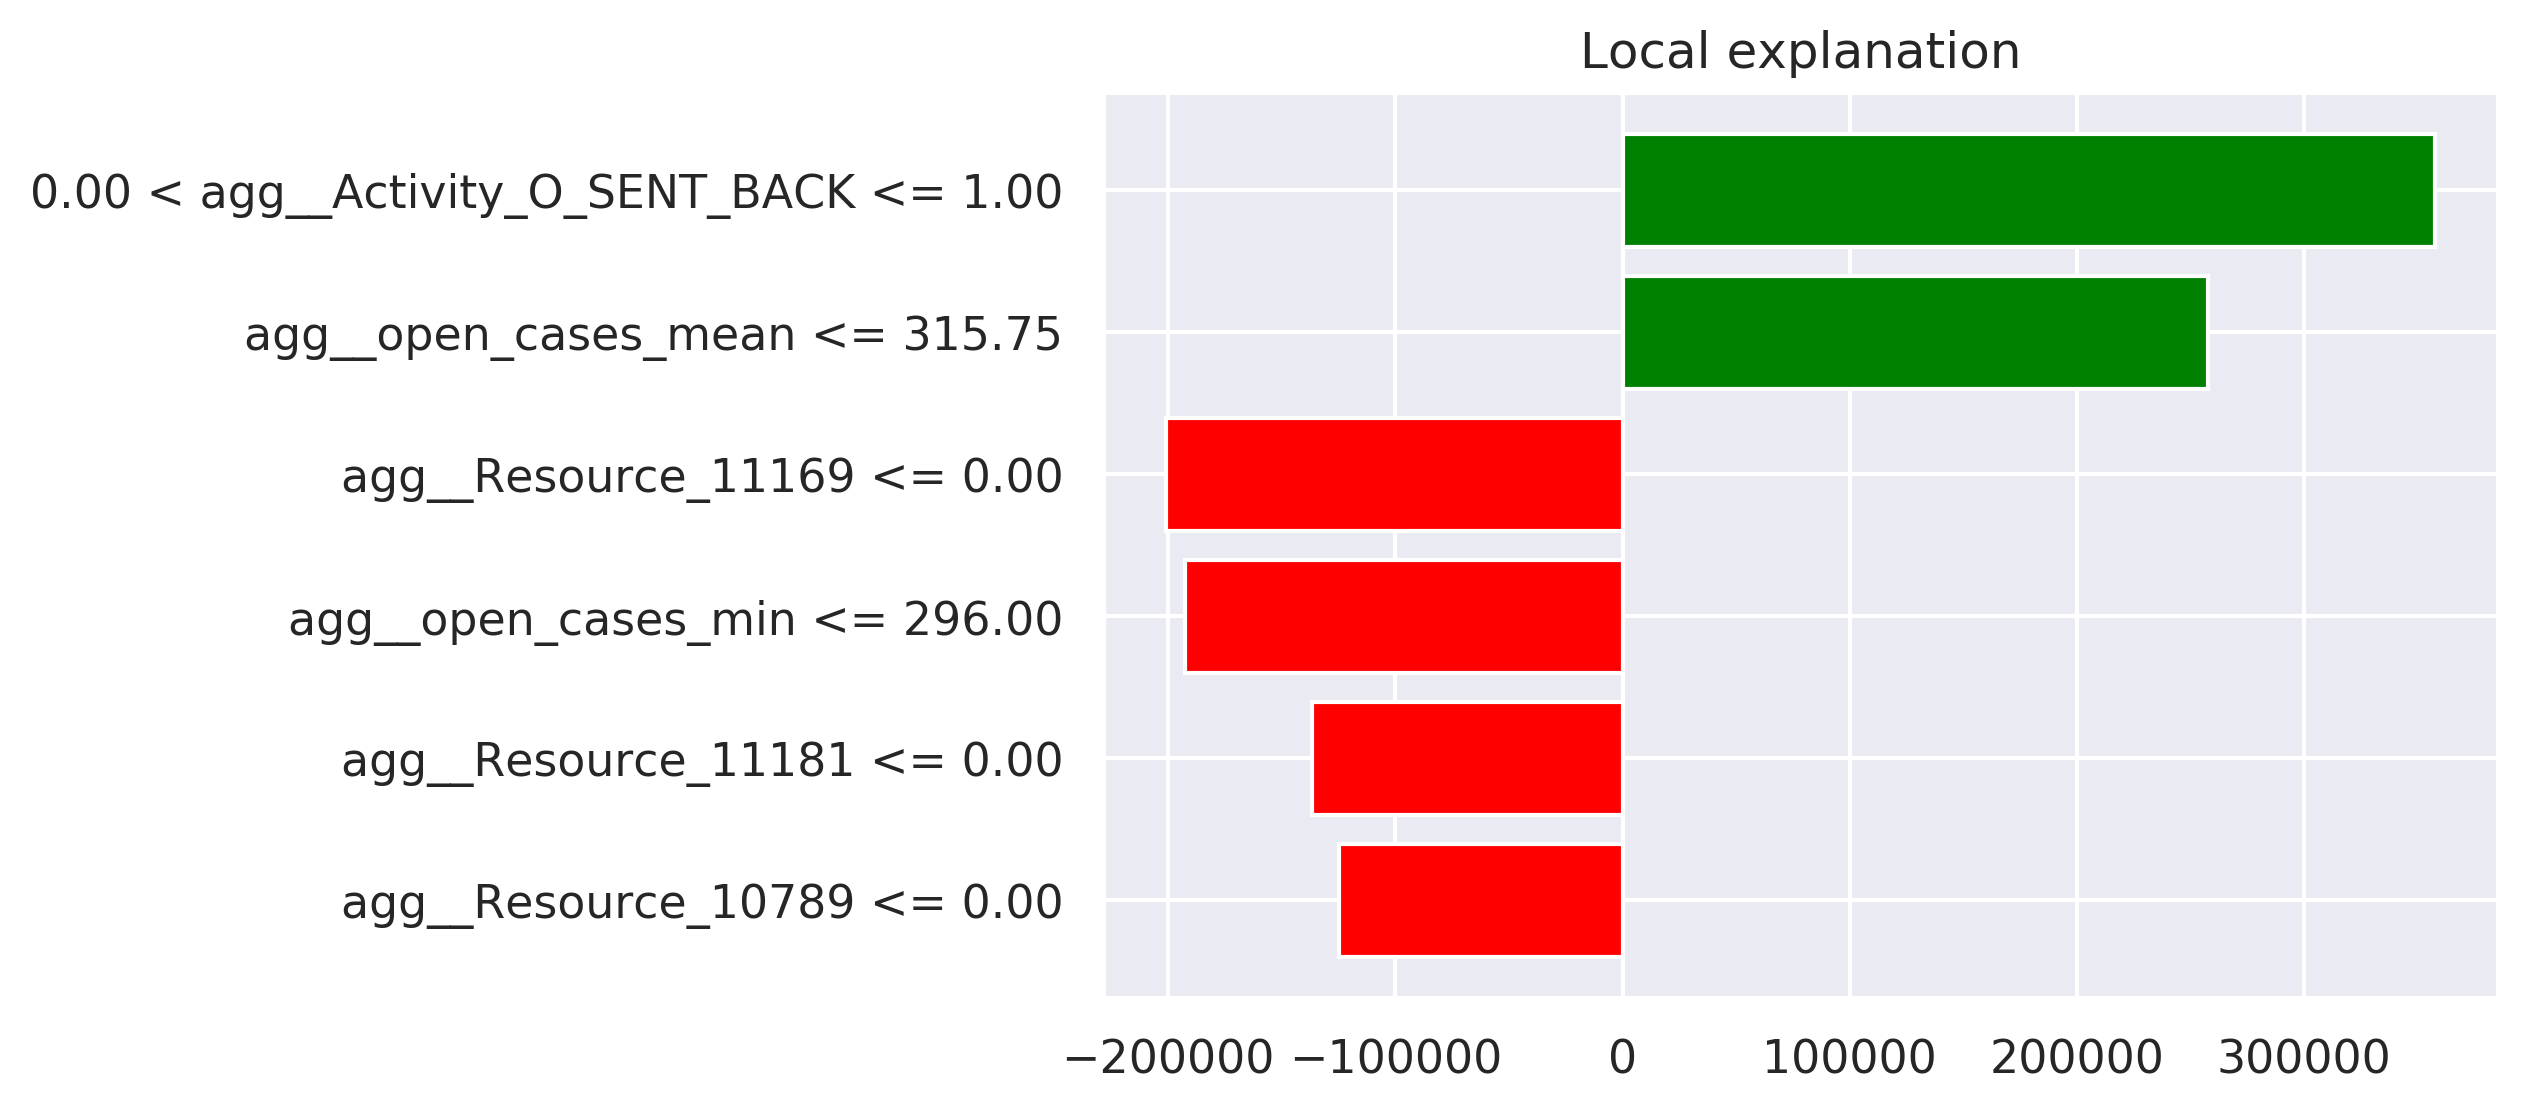 Local explanation
0.00 < agg__Activity_O_SENT_BACK <= 1.00
agg__open_cases_mean <= 315.75
agg__Resource_11169 <= 0.00
agg__open_cases_min <= 296.00
agg__Resource_11181 <= 0.00
agg__Resource_10789 <= 0.00
−200000 −100000 0 100000 200000 300000